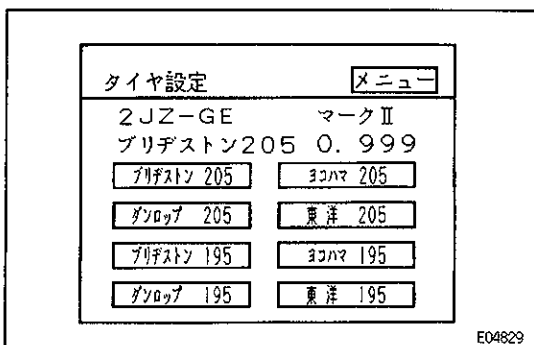 タイヤ設定 メニュー
2JZ-GE マークⅡ
ブリヂストン205 0. 999
ブリヂストン 205 ヨコハマ 205
ダンロップ 205 東洋 205
ブリヂストン 195 ヨコハマ 195
ダンロップ 195 東洋 195
E04829